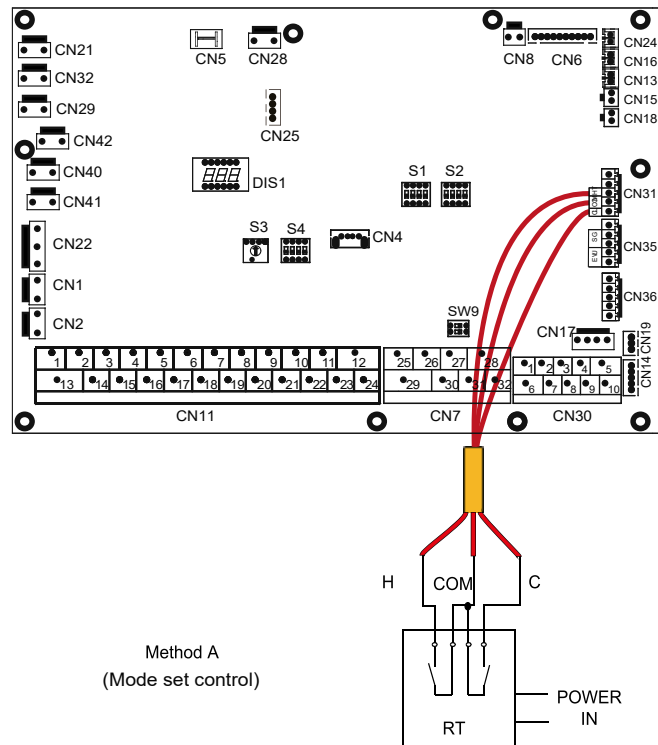 CN21
CN5
CN28
CN8
CN6
CN24
CN16
CN32
CN13
CN15
CN29
CN18
CN25
CN42
CN40
DIS1
S1
S2
CN31
CN41
CN22
S3
S4
CN4
SG
EVU
CN35
CN1
CN36
CN2
SW9
CN17
CN19
CN14
1 2 3 4 5 6 7 8 9 10 11 12
13 14 15 16 17 18 19 20 21 22 23 24
25 26 27 28
29 30 31 32
1 2 3 4 5
6 7 8 9 10
CN11
CN7
CN30
H
COM
C
Method A
(Mode set control)
RT
POWER
IN